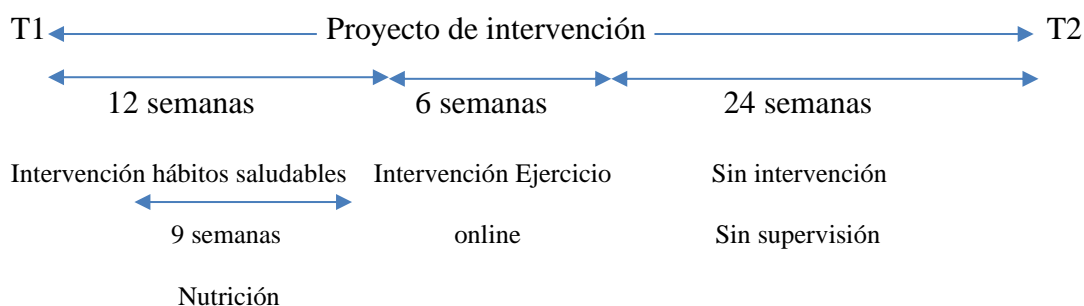 T1 Proyecto de intervención T2
12 semanas 6 semanas 24 semanas
Intervención hábitos saludables Intervención Ejercicio Sin intervención
9 semanas online Sin supervisión
Nutrición